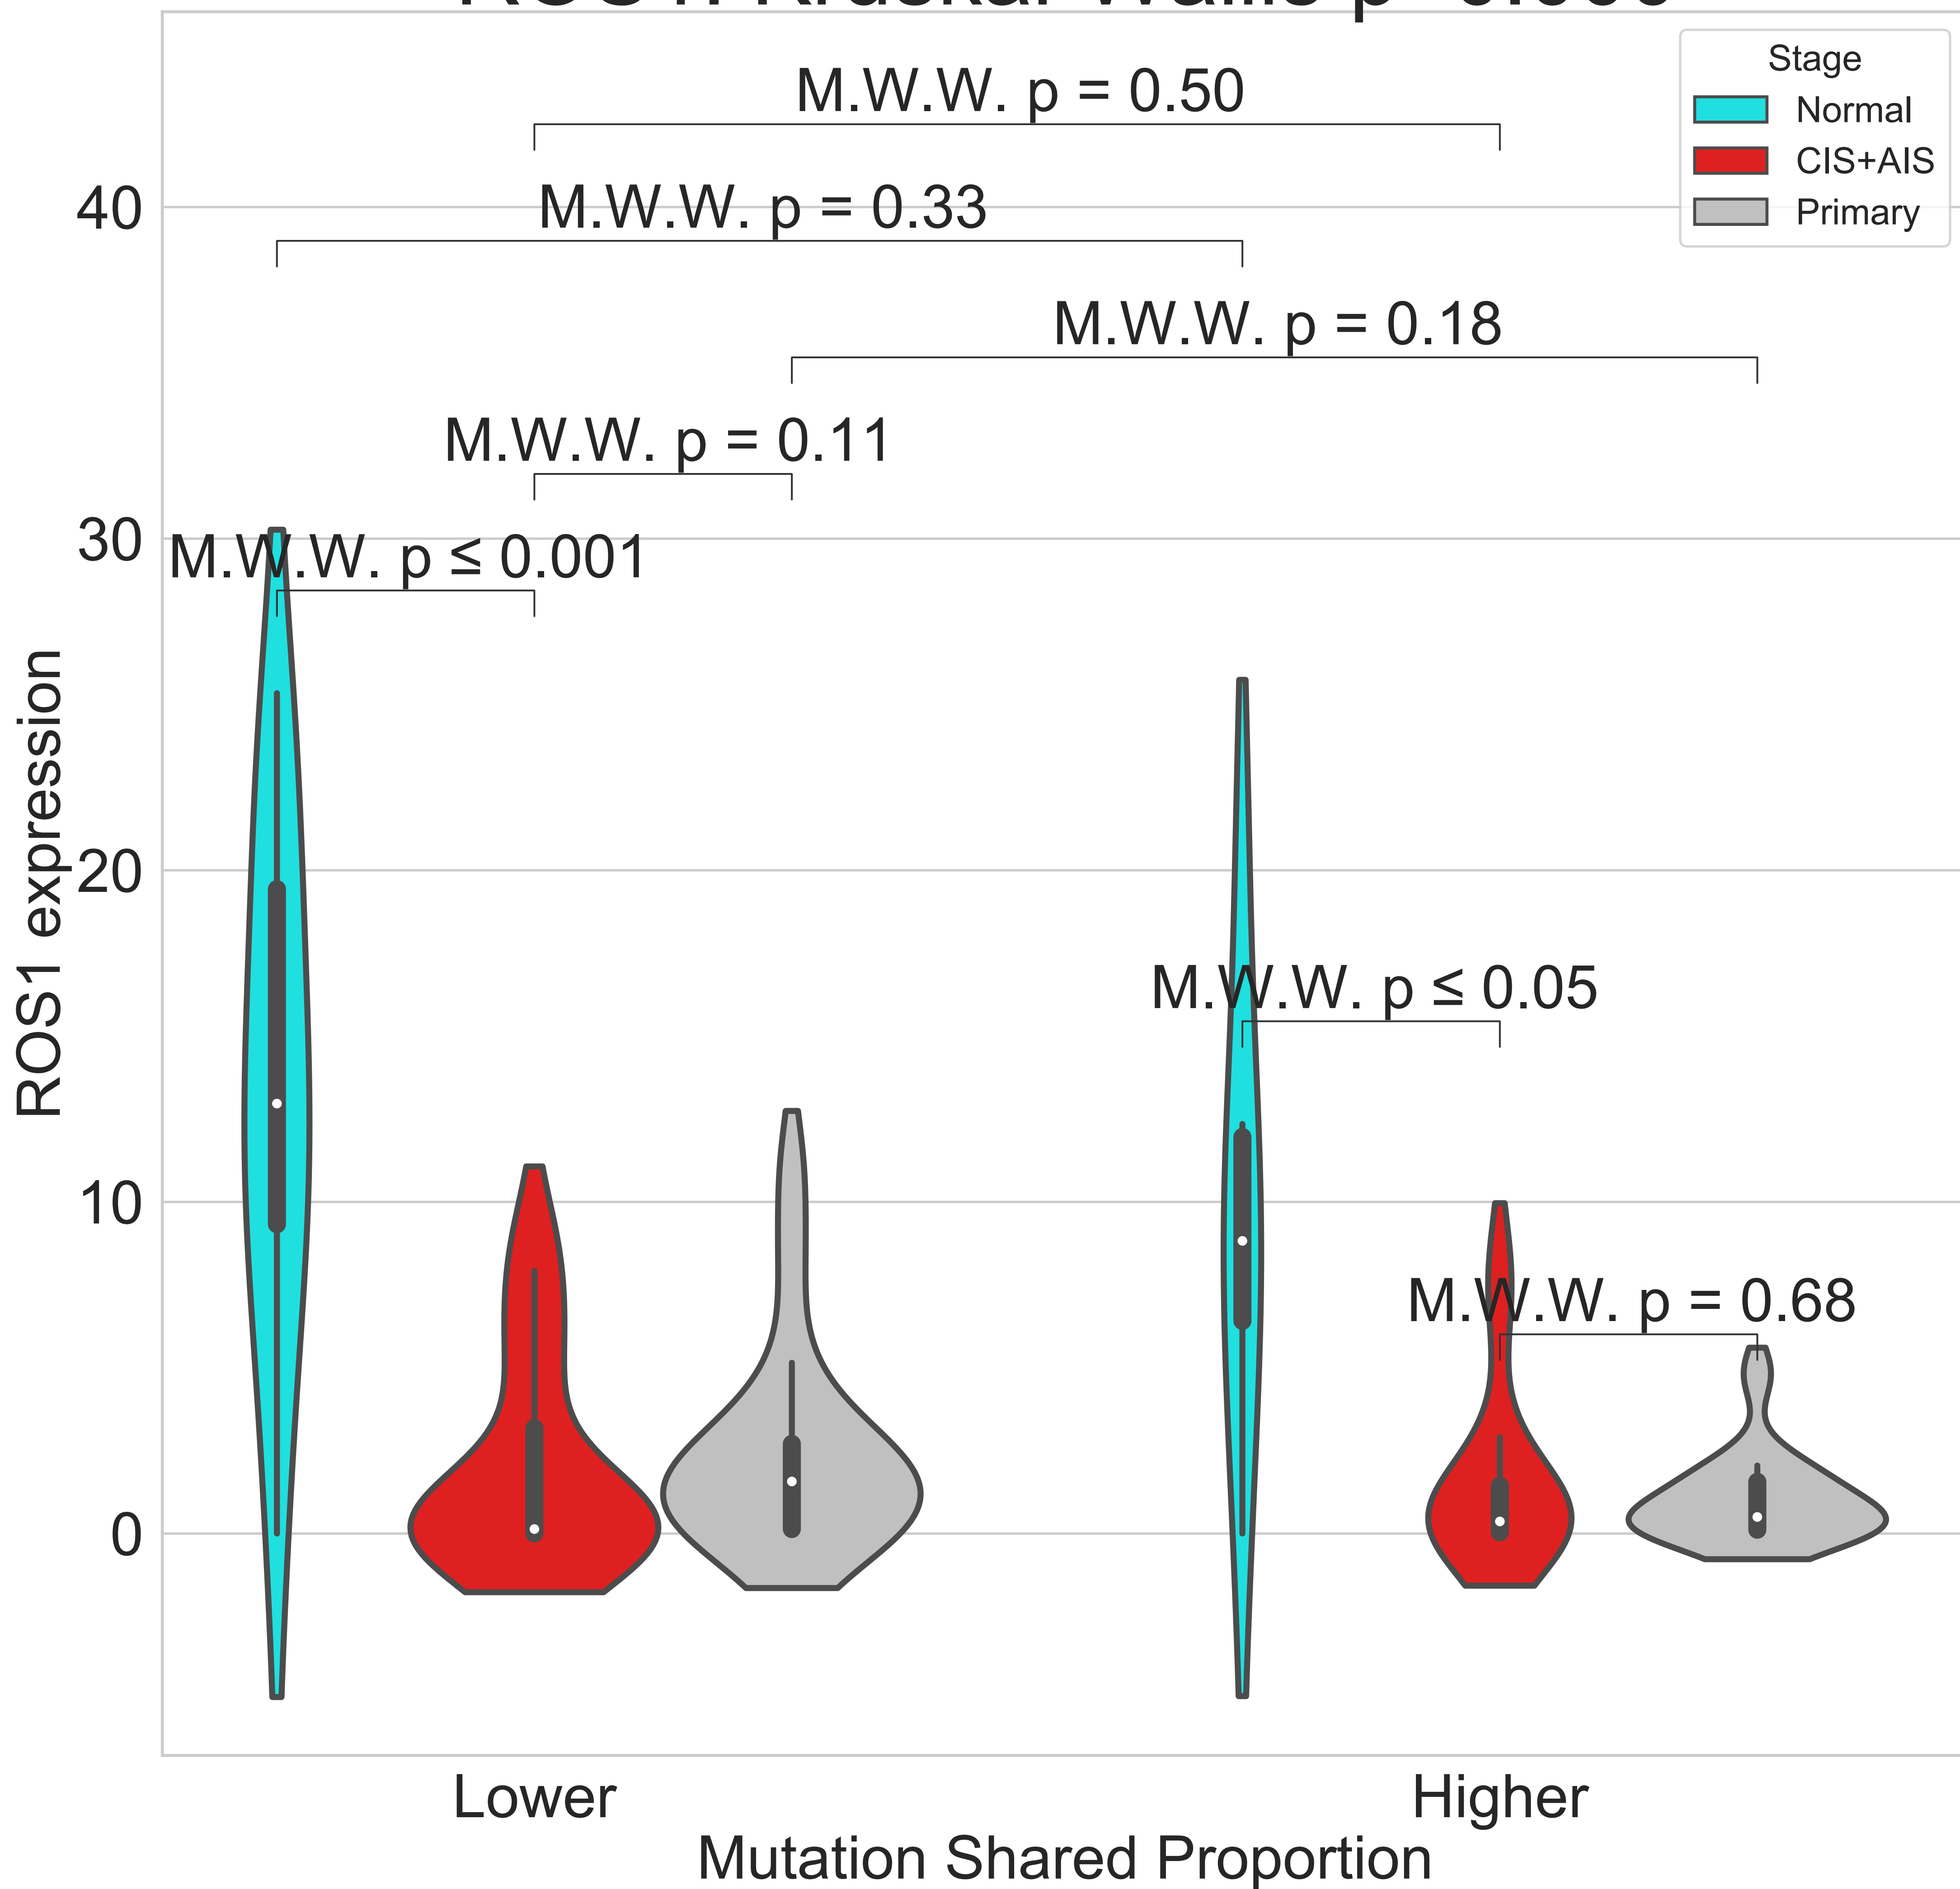 Stage
Normal
CIS+AIS
Primary
M.W.W. p = 0.50
M.W.W. p = 0.33
M.W.W. p = 0.18
M.W.W. p = 0.11
M.W.W. p ≤ 0.001
M.W.W. p ≤ 0.05
M.W.W. p = 0.68
40
30
20
10
0
ROS1 expression
Lower
Higher
Mutation Shared Proportion